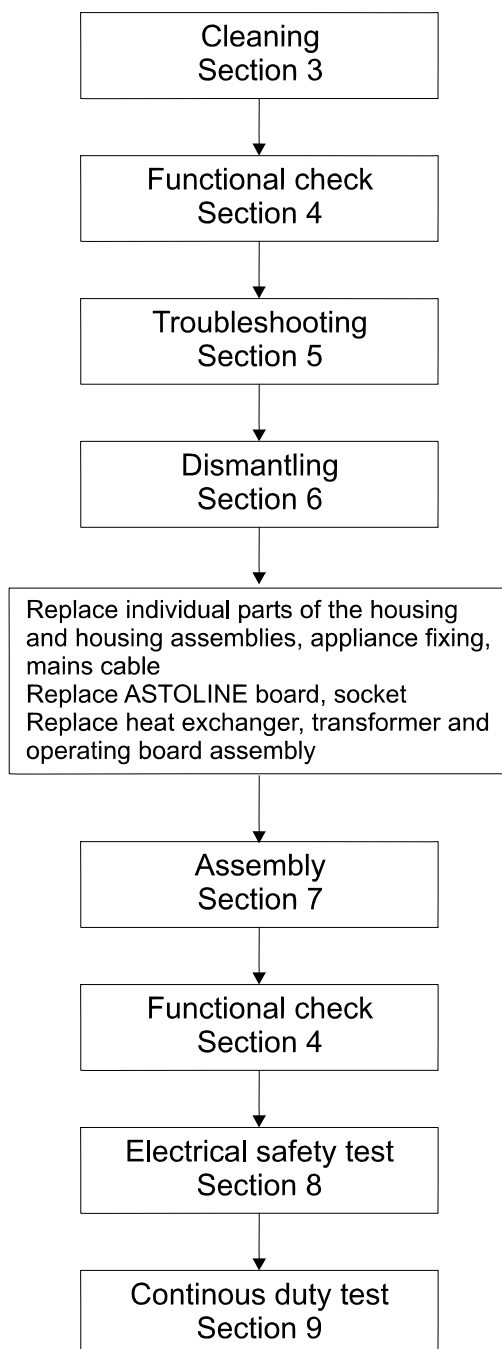 Cleaning
Section 3
Functional check
Section 4
Troubleshooting
Section 5
Dismantling
Section 6
Replace individual parts of the housing
and housing assemblies, appliance fixing,
mains cable
Replace ASTOLINE board, socket
Replace heat exchanger, transformer and
operating board assembly
Assembly
Section 7
Functional check
Section 4
Electrical safety test
Section 8
Continous duty test
Section 9